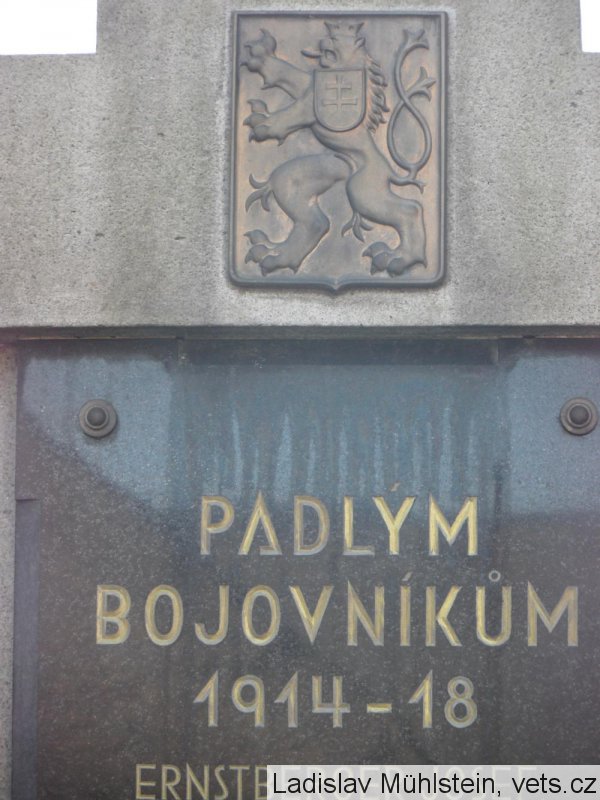 PADLÝM
BOJOVNÍKŮM
1914-18
Ladislav Mühlstein, vets.cz